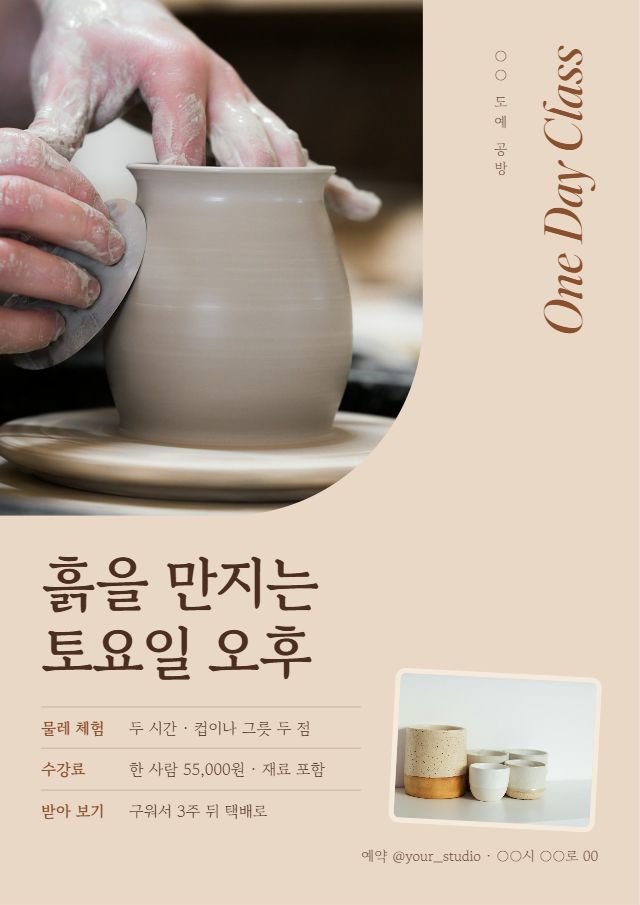 ○○ 도예 공방
One Day Class
흙을 만지는
토요일 오후
물레 체험 두 시간 · 컵이나 그릇 두 점
수강료 한 사람 55,000원 · 재료 포함
받아 보기 구워서 3주 뒤 택배로
예약 @your_studio · ○○시 ○○로 00